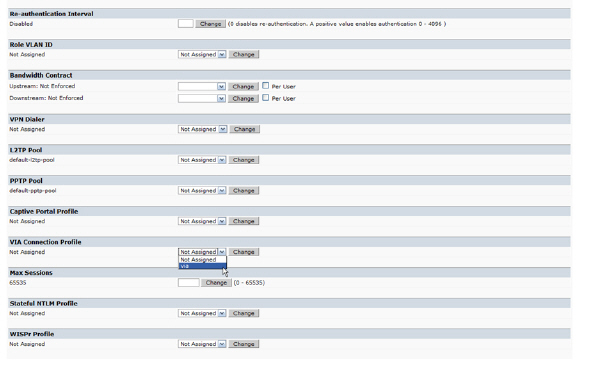 Re-authentication Interval
Disabled Change (0 disables re-authentication. A positive value enables authentication 0 - 4096 )
Role VLAN ID
Not Assigned Not Assigned Change
Bandwidth Contract
Upstream: Not Enforced Change Per User
Downstream: Not Enforced Change Per User
VPN Dialer
Not Assigned Not Assigned Change
L2TP Pool
default-l2tp-pool Not Assigned Change
PPTP Pool
default-pptp-pool Not Assigned Change
Captive Portal Profile
Not Assigned Not Assigned Change
VIA Connection Profile
Not Assigned Not Assigned Change
Not Assigned
via
Max Sessions
65535 Change (0 - 65535)
Stateful NTLM Profile
Not Assigned Not Assigned Change
WISPr Profile
Not Assigned Not Assigned Change